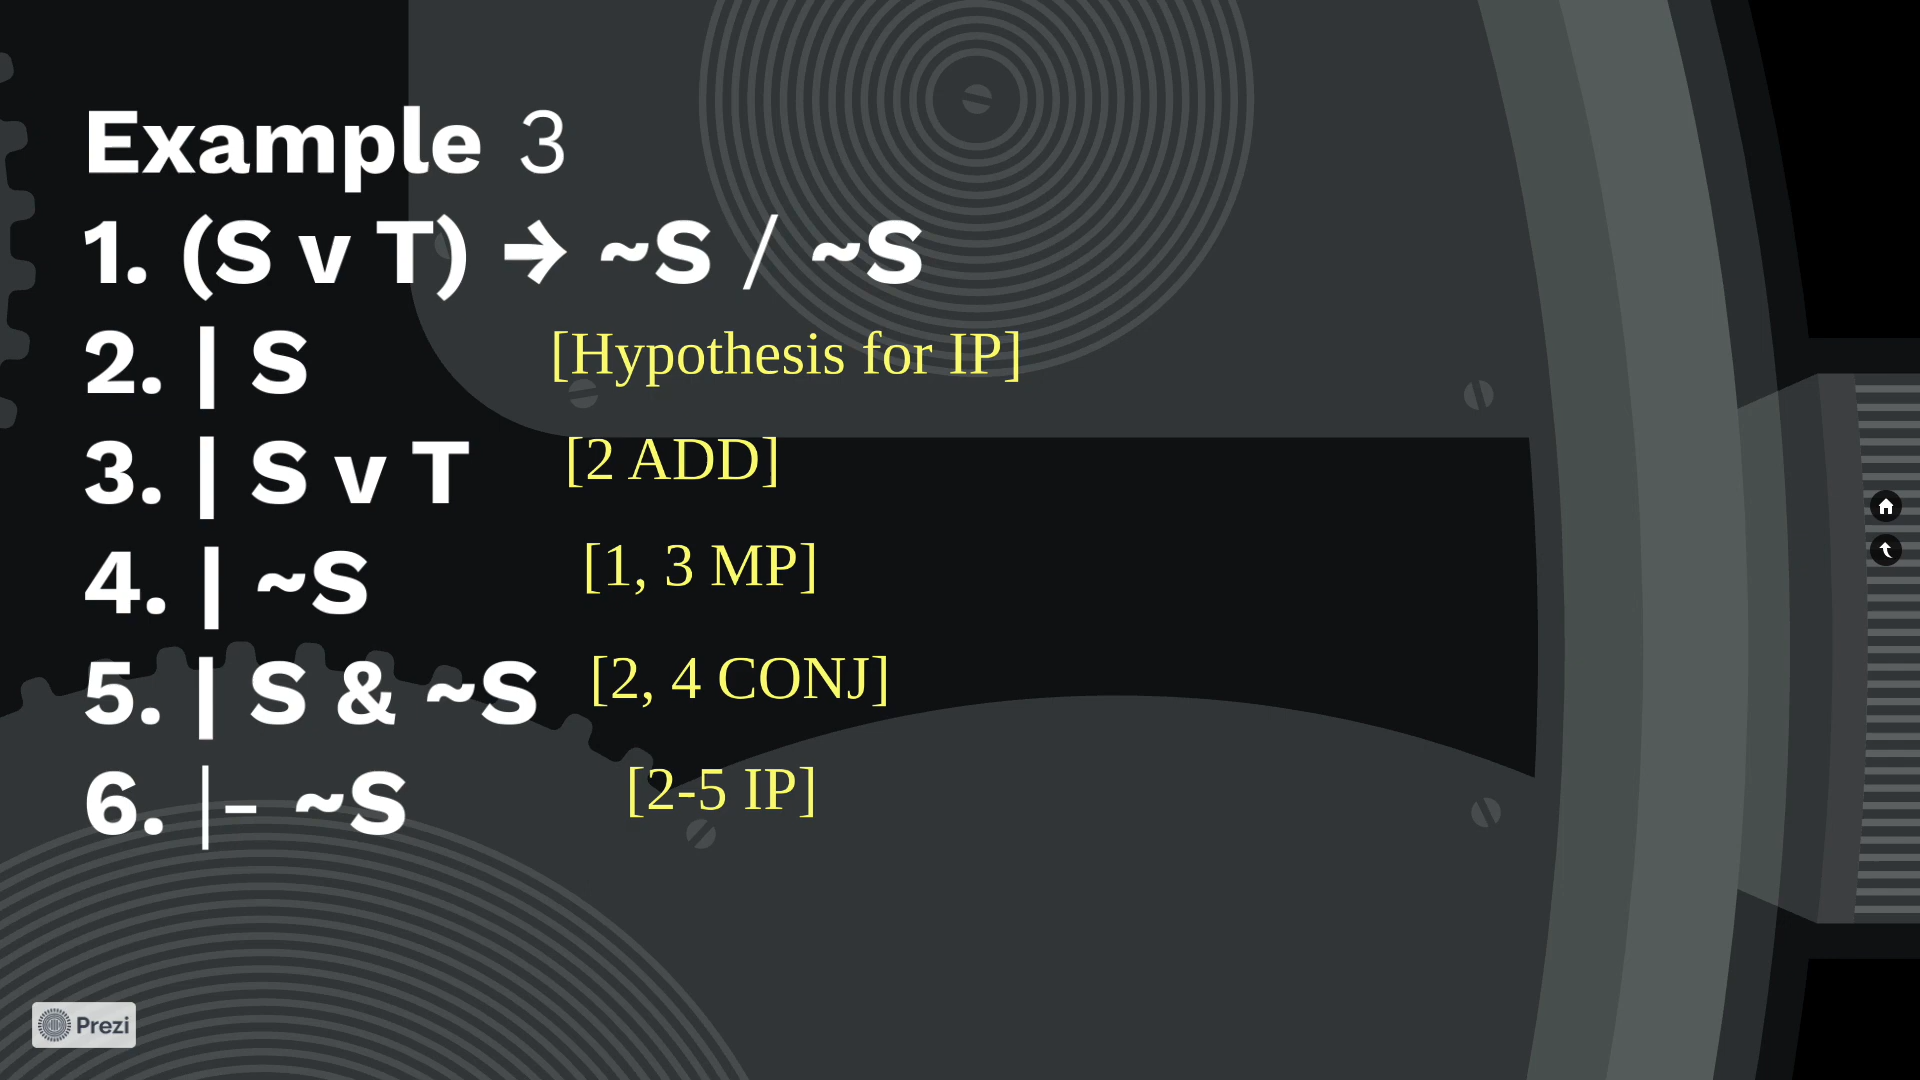 Example 3
1. (S v T) → ~S / ~S
2. | S [Hypothesis for IP]
3. | S v T [2 ADD]
4. | ~S [1, 3 MP]
5. | S & ~S [2, 4 CONJ]
6. |- ~S [2-5 IP]
Prezi